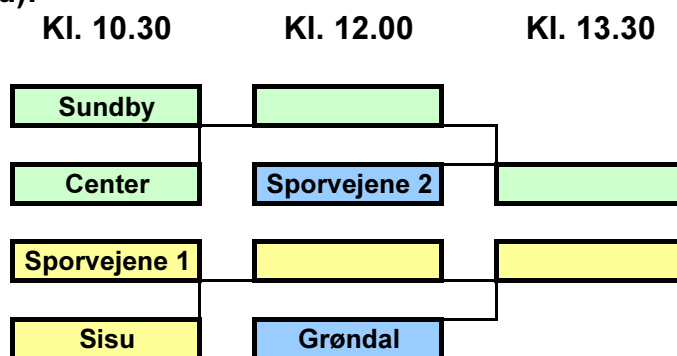 Kl. 10.30 Kl. 12.00 Kl. 13.30
Sundby
Center Sporvejene 2
Sporvejene 1
Sisu Grøndal